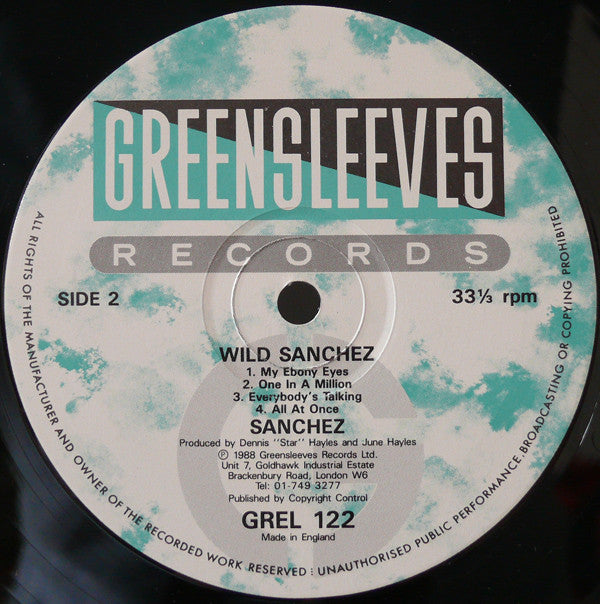 GREENSLEEVES
RECORDS
SIDE 2
33⅓ rpm
WILD SANCHEZ
1. My Ebony Eyes
2. One In A Million
3. Everybody's Talking
4. All At Once
SANCHEZ
Produced by Dennis "Star" Hayles and June Hayles
℗ 1988 Greensleeves Records Ltd.
Unit 7, Goldhawk Industrial Estate
Brackenbury Road, London W6
Tel: 01-749 3277
Published by Copyright Control
GREL 122
Made in England
ALL RIGHTS OF THE MANUFACTURER AND OWNER OF THE RECORDED WORK RESERVED : UNAUTHORISED PUBLIC PERFORMANCE, BROADCASTING OR COPYING PROHIBITED